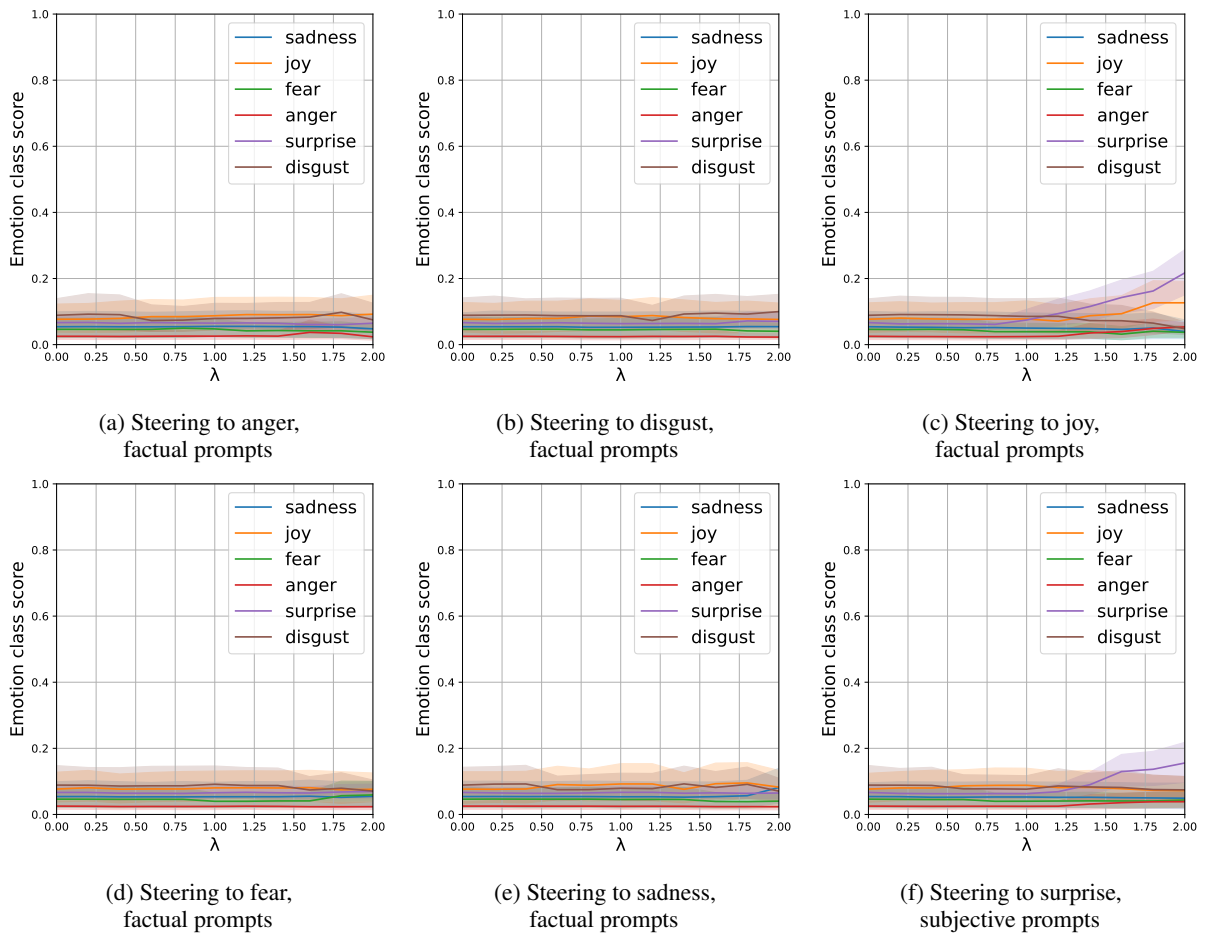 1.0
0.8
0.6
0.4
0.2
0.0
Emotion class score
sadness
joy
fear
anger
surprise
disgust
0.00 0.25 0.50 0.75 1.00 1.25 1.50 1.75 2.00
λ
(a) Steering to anger,
factual prompts
1.0
0.8
0.6
0.4
0.2
0.0
Emotion class score
sadness
joy
fear
anger
surprise
disgust
0.00 0.25 0.50 0.75 1.00 1.25 1.50 1.75 2.00
λ
(b) Steering to disgust,
factual prompts
1.0
0.8
0.6
0.4
0.2
0.0
Emotion class score
sadness
joy
fear
anger
surprise
disgust
0.00 0.25 0.50 0.75 1.00 1.25 1.50 1.75 2.00
λ
(c) Steering to joy,
factual prompts
1.0
0.8
0.6
0.4
0.2
0.0
Emotion class score
sadness
joy
fear
anger
surprise
disgust
0.00 0.25 0.50 0.75 1.00 1.25 1.50 1.75 2.00
λ
(d) Steering to fear,
factual prompts
1.0
0.8
0.6
0.4
0.2
0.0
Emotion class score
sadness
joy
fear
anger
surprise
disgust
0.00 0.25 0.50 0.75 1.00 1.25 1.50 1.75 2.00
λ
(e) Steering to sadness,
factual prompts
1.0
0.8
0.6
0.4
0.2
0.0
Emotion class score
sadness
joy
fear
anger
surprise
disgust
0.00 0.25 0.50 0.75 1.00 1.25 1.50 1.75 2.00
λ
(f) Steering to surprise,
subjective prompts